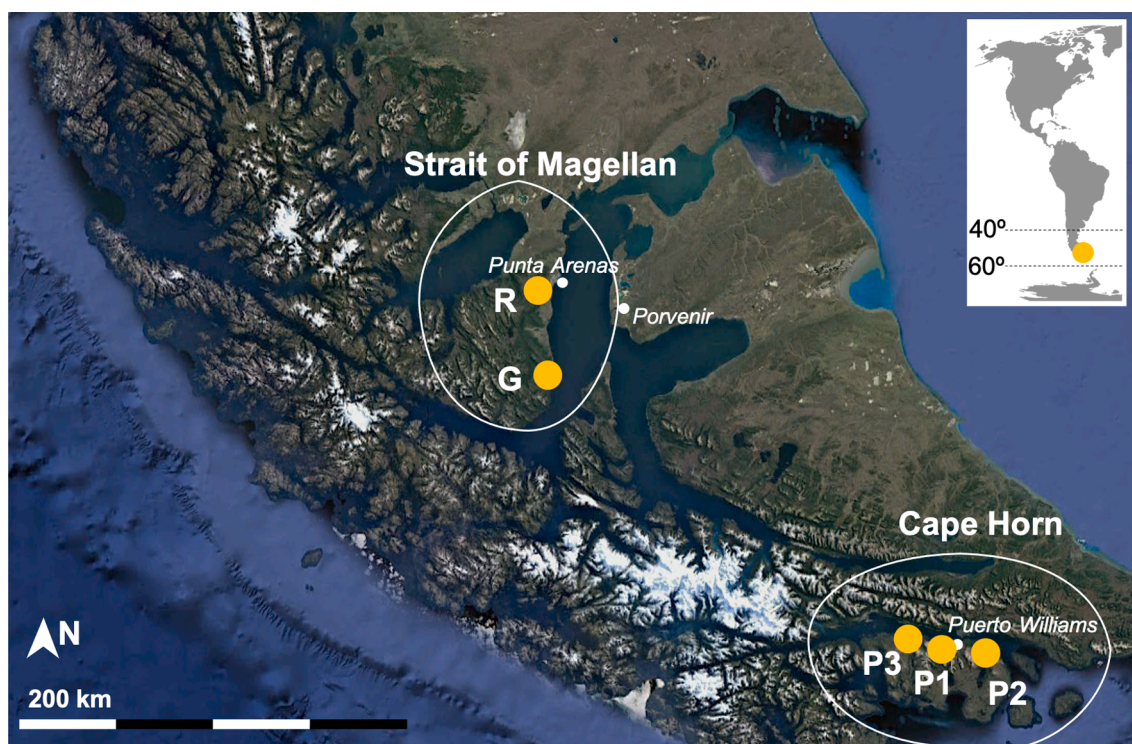 Strait of Magellan
Punta Arenas
R
Porvenir
G
40º
60º
Cape Horn
Puerto Williams
P3
P1
P2
N
200 km